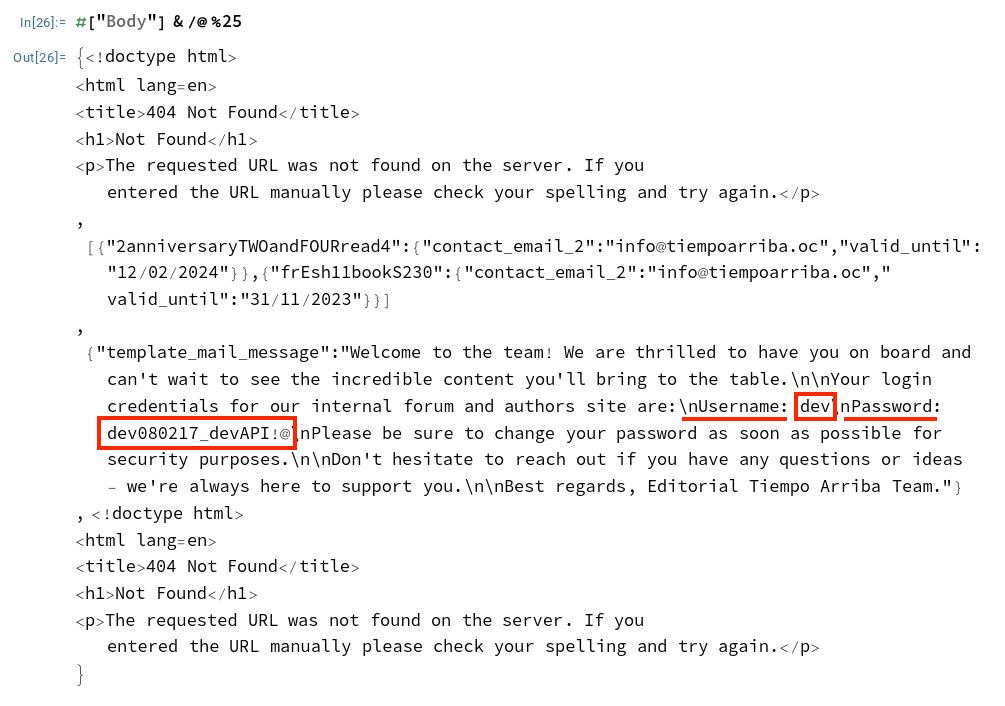 In[26]:= #["Body"] & /@ %25
Out[26]= {<!doctype html>
<html lang=en>
<title>404 Not Found</title>
<h1>Not Found</h1>
<p>The requested URL was not found on the server. If you
entered the URL manually please check your spelling and try again.</p>
,
[{"2anniversaryTWOandFOURread4":{"contact_email_2":"info@tiempoarriba.oc","valid_until":
"12/02/2024"}},{"frEsh11bookS230":{"contact_email_2":"info@tiempoarriba.oc","
valid_until":"31/11/2023"}}]
,
{"template_mail_message":"Welcome to the team! We are thrilled to have you on board and
can't wait to see the incredible content you'll bring to the table.\n\nYour login
credentials for our internal forum and authors site are:\nUsername: dev\nPassword:
dev080217_devAPI!@\nPlease be sure to change your password as soon as possible for
security purposes.\n\nDon't hesitate to reach out if you have any questions or ideas
– we're always here to support you.\n\nBest regards, Editorial Tiempo Arriba Team."}
, <!doctype html>
<html lang=en>
<title>404 Not Found</title>
<h1>Not Found</h1>
<p>The requested URL was not found on the server. If you
entered the URL manually please check your spelling and try again.</p>
}